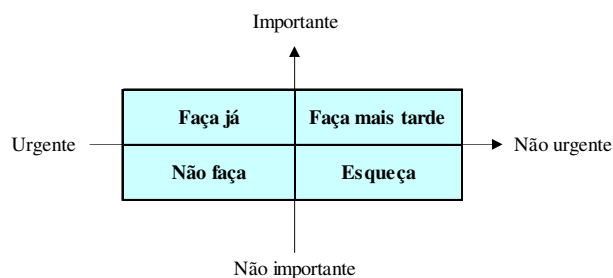 Importante
Faça já
Faça mais tarde
Urgente
Não urgente
Não faça
Esqueça
Não importante